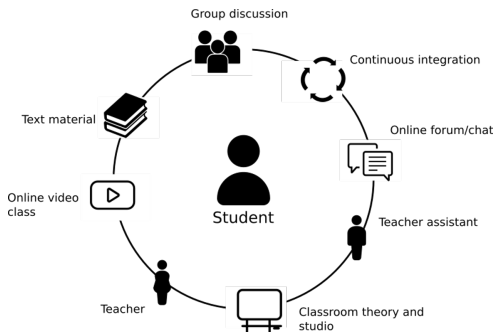 Group discussion
Continuous integration
Text material
Online forum/chat
Online video
class
Student
Teacher assistant
Teacher
Classroom theory and
studio